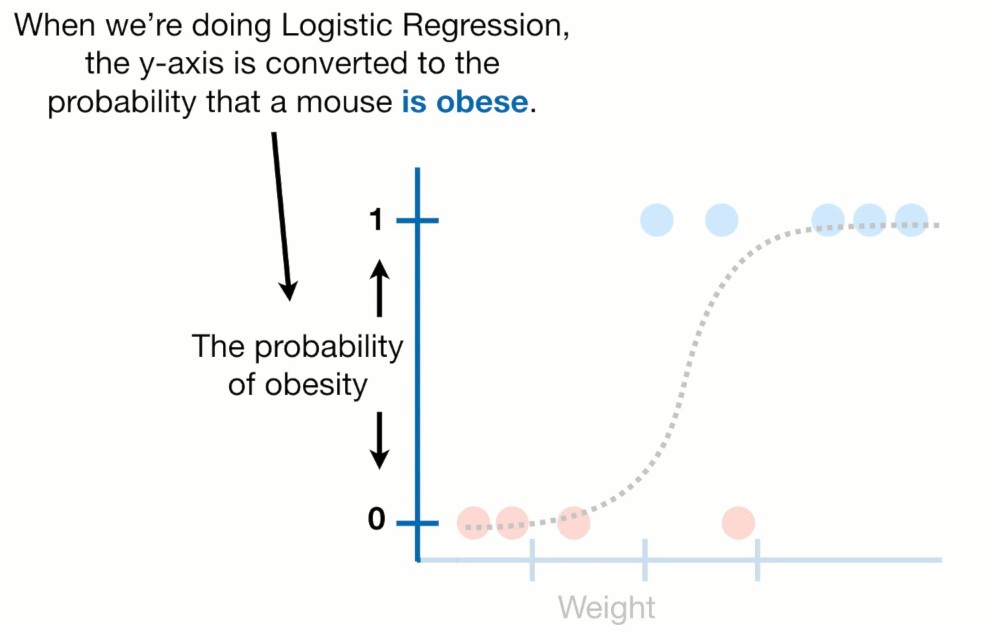 When we're doing Logistic Regression,
the y-axis is converted to the
probability that a mouse is obese.
1
The probability
of obesity
0
Weight